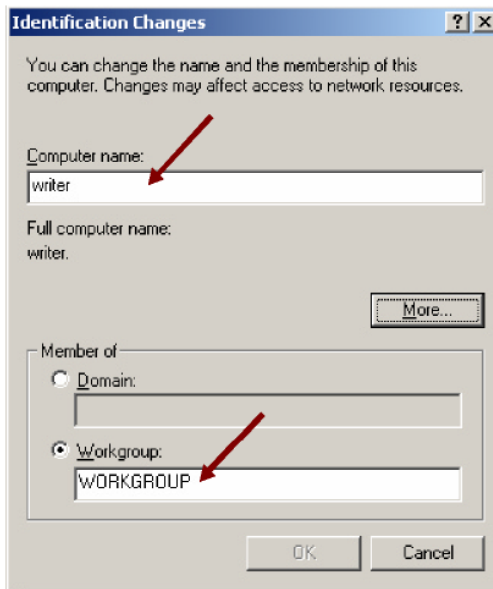 Identification Changes
You can change the name and the membership of this
computer. Changes may affect access to network resources.
Computer name:
writer
Full computer name:
writer.
More...
Member of
Domain:
Workgroup:
WORKGROUP
OK
Cancel